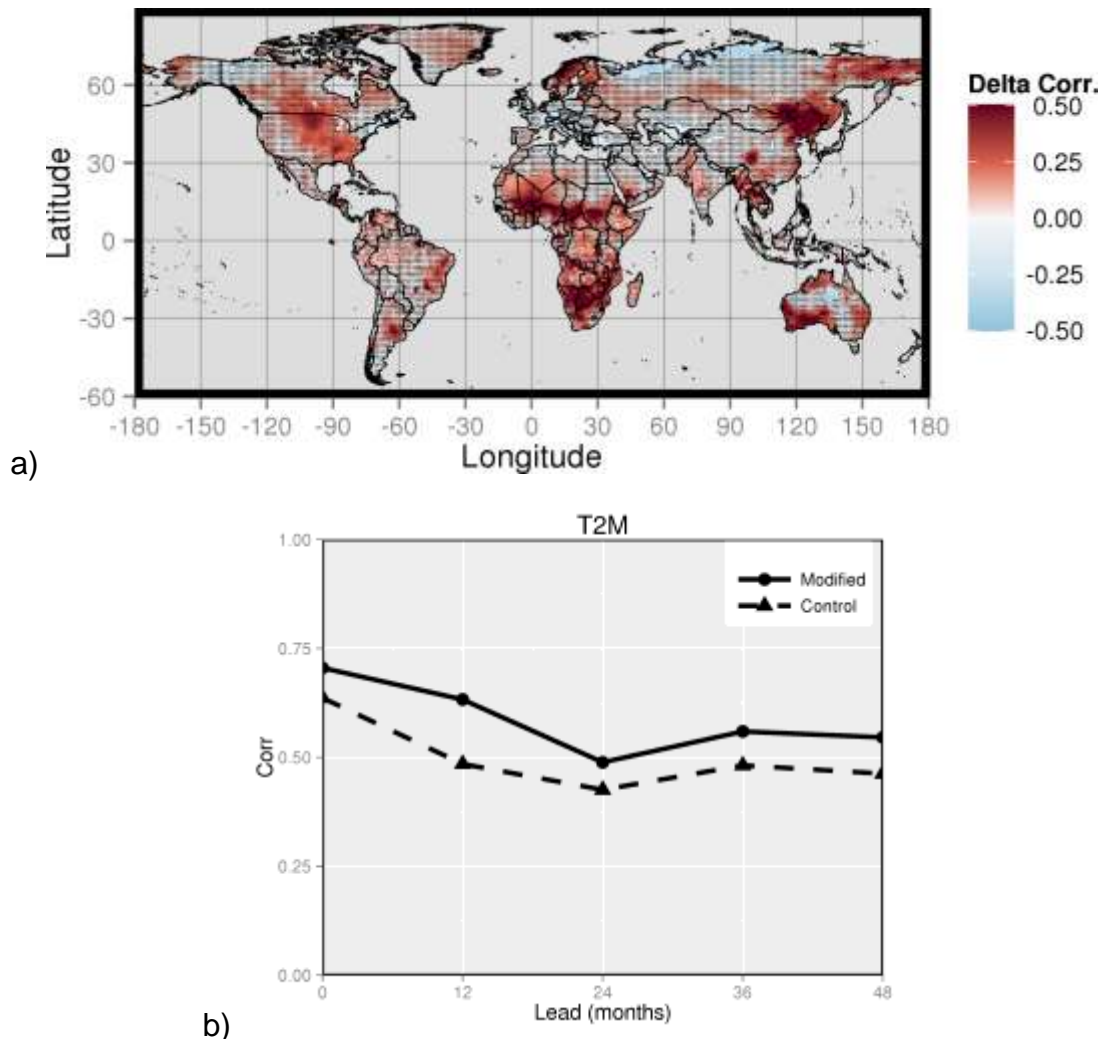 Delta Corr.
0.50
0.25
0.00
-0.25
-0.50
Latitude
60
30
0
-30
-60
-180 -150 -120 -90 -60 -30 0 30 60 90 120 150 180
Longitude
a)
T2M
Modified
Control
Corr
1.00
0.75
0.50
0.25
0.00
0 12 24 36 48
Lead (months)
b)